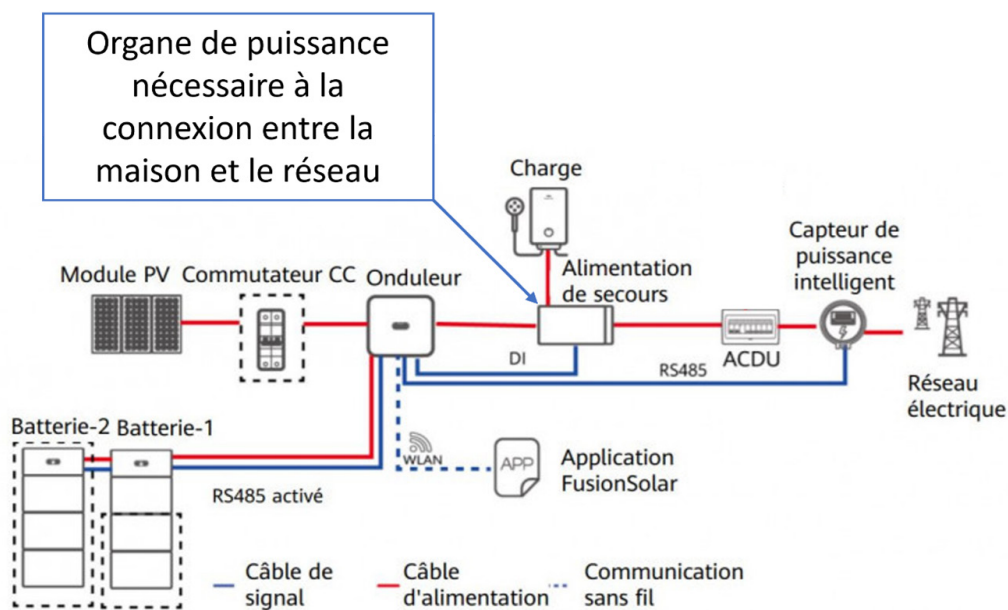 Organe de puissance
nécessaire à la
connexion entre la
maison et le réseau
Charge
Capteur de
puissance
intelligent
Module PV
Commutateur CC
Onduleur
Alimentation
de secours
DI
RS485
ACDU
Réseau
électrique
Batterie-2
Batterie-1
WLAN
APP
Application
FusionSolar
RS485 activé
Câble de
signal
Câble
d'alimentation
Communication
sans fil